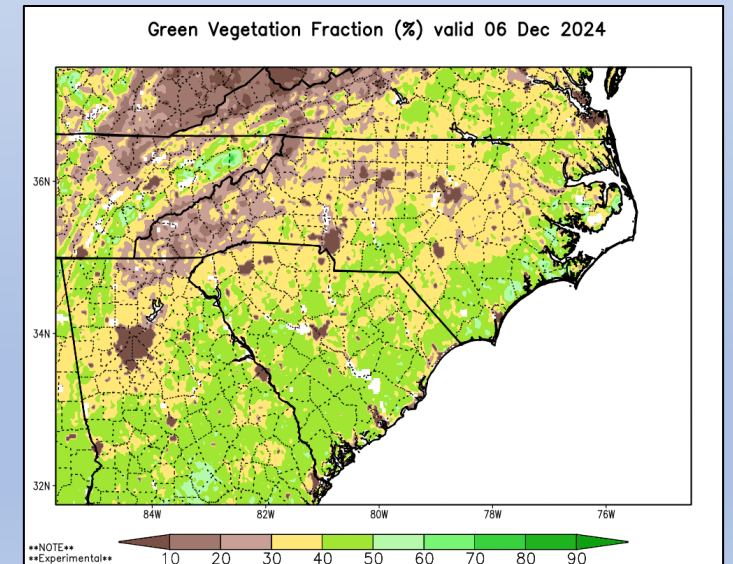 Green Vegetation Fraction (%) valid 06 Dec 2024
36N
34N
32N
84W 82W 80W 78W 76W
**NOTE**
**Experimental**
10 20 30 40 50 60 70 80 90